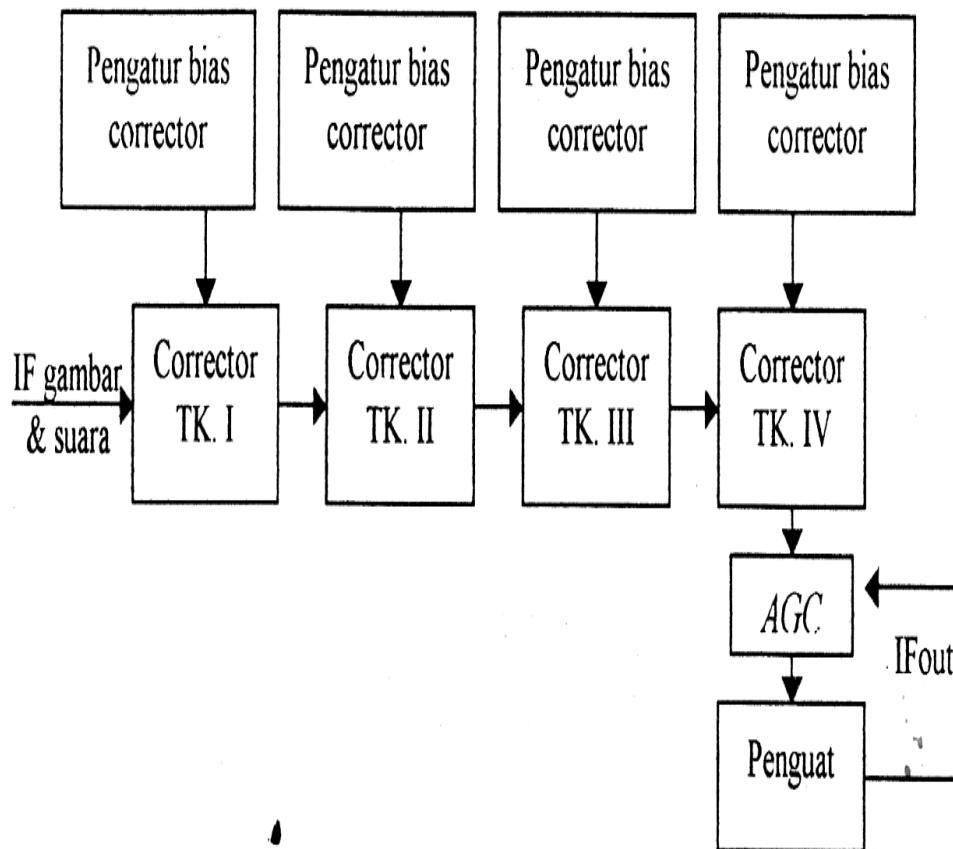 Pengatur bias
corrector
Pengatur bias
corrector
Pengatur bias
corrector
Pengatur bias
corrector
IF gambar
& suara
Corrector
TK. I
Corrector
TK. II
Corrector
TK. III
Corrector
TK. IV
AGC
IFout
Penguat